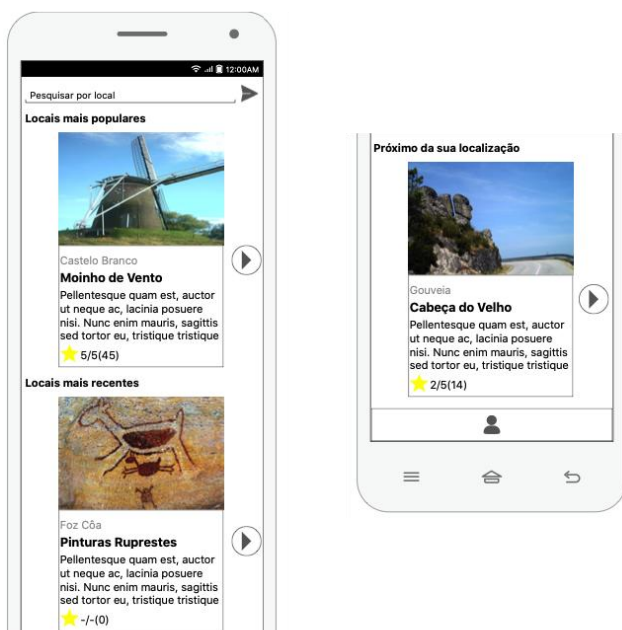 12:00AM
Pesquisar por local
Locais mais populares
Castelo Branco
Moinho de Vento
Pellentesque quam est, auctor
ut neque ac, lacinia posuere
nisi. Nunc enim mauris, sagittis
sed tortor eu, tristique tristique
5/5(45)
Locais mais recentes
Foz Côa
Pinturas Ruprestes
Pellentesque quam est, auctor
ut neque ac, lacinia posuere
nisi. Nunc enim mauris, sagittis
sed tortor eu, tristique tristique
-/-(0)
Próximo da sua localização
Gouveia
Cabeça do Velho
Pellentesque quam est, auctor
ut neque ac, lacinia posuere
nisi. Nunc enim mauris, sagittis
sed tortor eu, tristique tristique
2/5(14)